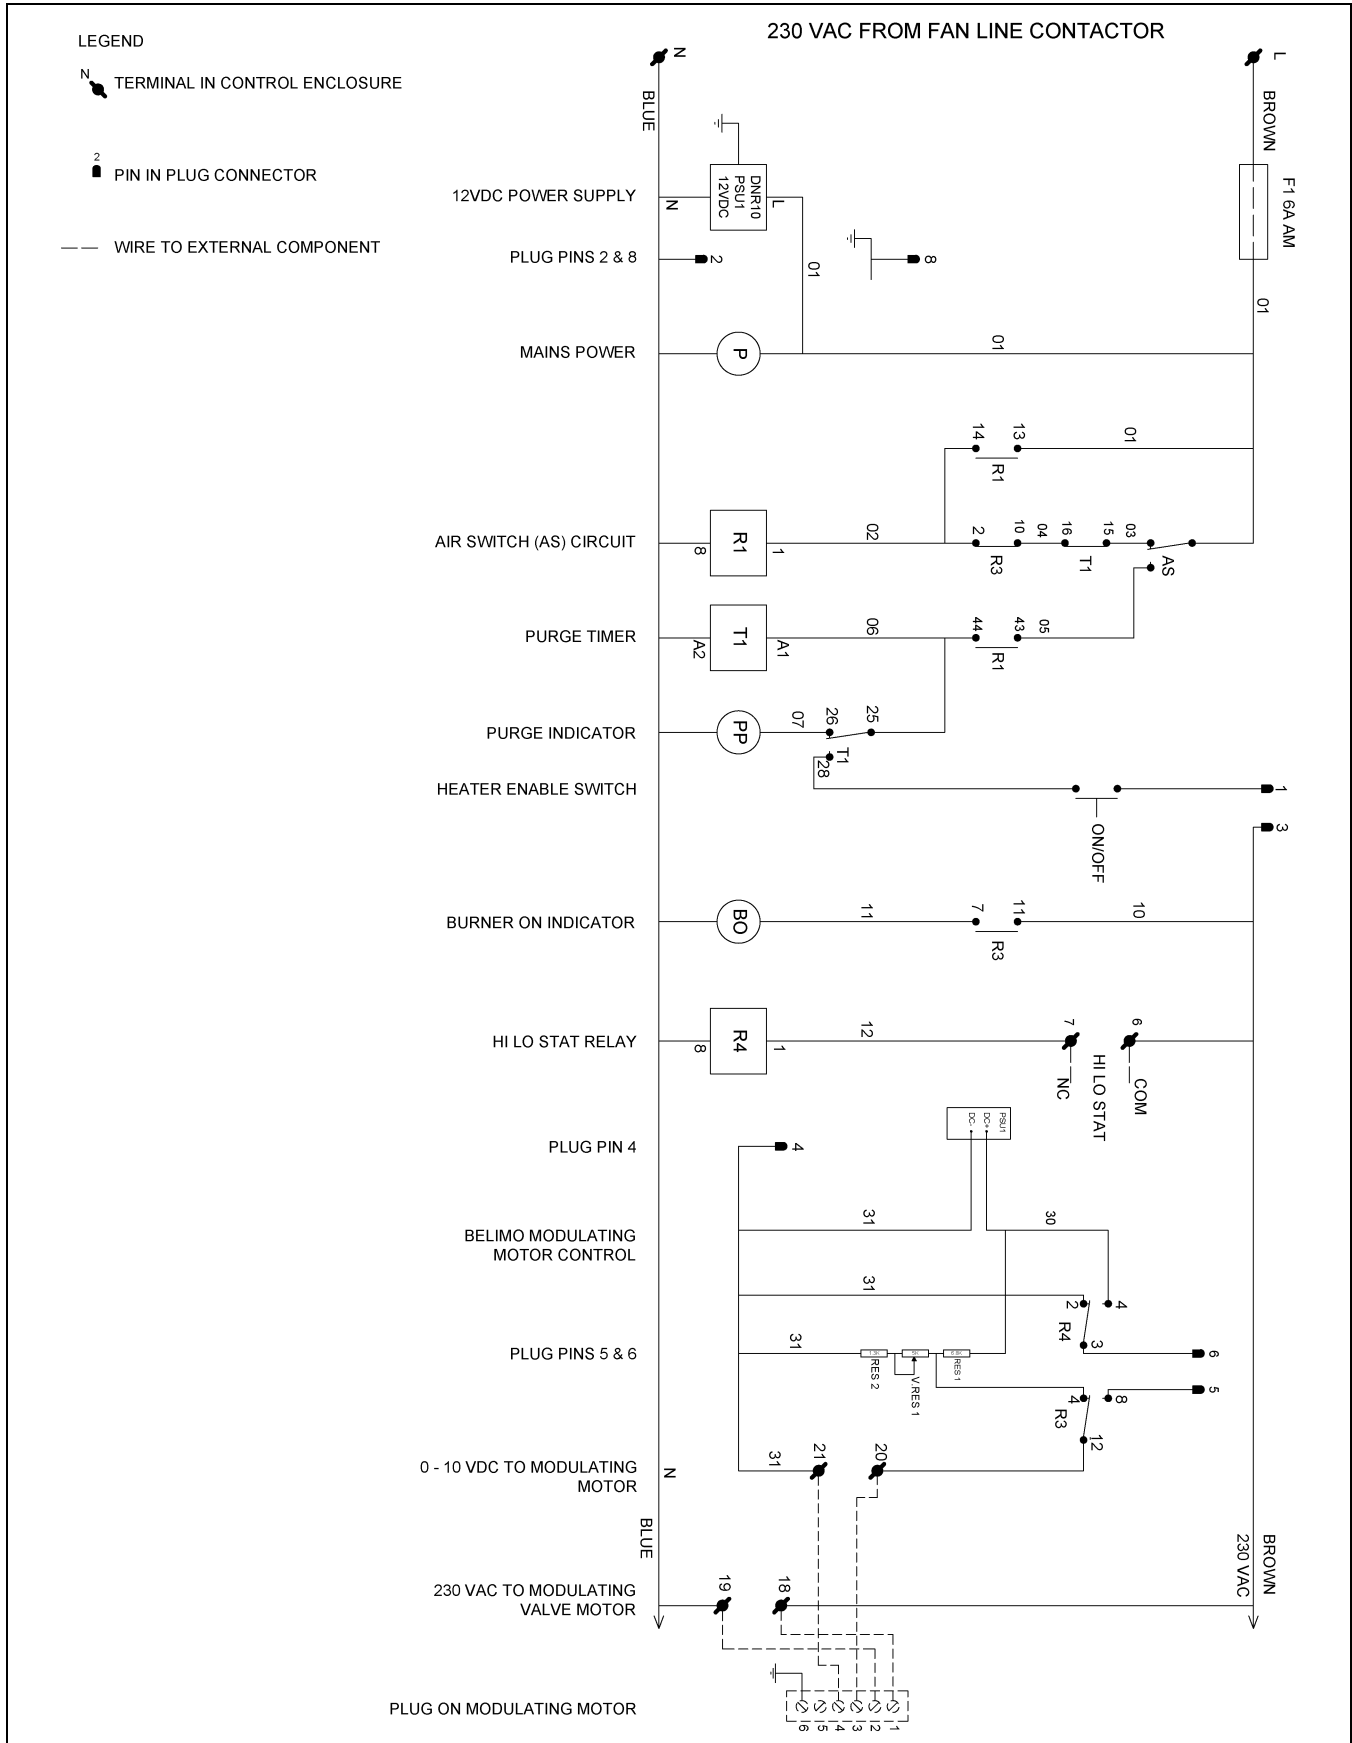 230 VAC FROM FAN LINE CONTACTOR
LEGEND
N
TERMINAL IN CONTROL ENCLOSURE
2
PIN IN PLUG CONNECTOR
WIRE TO EXTERNAL COMPONENT
N
L
BLUE
BROWN
12VDC POWER SUPPLY
N
DNR10
PSU1
12VDC
L
F1 6A AM
PLUG PINS 2 & 8
2
8
01
01
MAINS POWER
P
01
14
13
01
R1
AIR SWITCH (AS) CIRCUIT
8
R1
1
02
2
10
04
16
15
03
R3
T1
AS
PURGE TIMER
A2
T1
A1
06
44
43
05
R1
PURGE INDICATOR
PP
07
26
25
T1
28
HEATER ENABLE SWITCH
1
3
ON/OFF
BURNER ON INDICATOR
BO
11
7
11
10
R3
HI LO STAT RELAY
8
R4
1
12
7
6
NC
HI LO STAT
COM
PSU1
DC+
DC-
PLUG PIN 4
4
BELIMO MODULATING
MOTOR CONTROL
31
30
31
2
4
R4
3
PLUG PINS 5 & 6
31
1.3K
RES 2
5K
V.RES 1
6.8K
RES 1
6
5
4
8
R3
12
0 - 10 VDC TO MODULATING
MOTOR
N
31
21
20
BLUE
BROWN
230 VAC
230 VAC TO MODULATING
VALVE MOTOR
19
18
PLUG ON MODULATING MOTOR
6
5
4
3
2
1